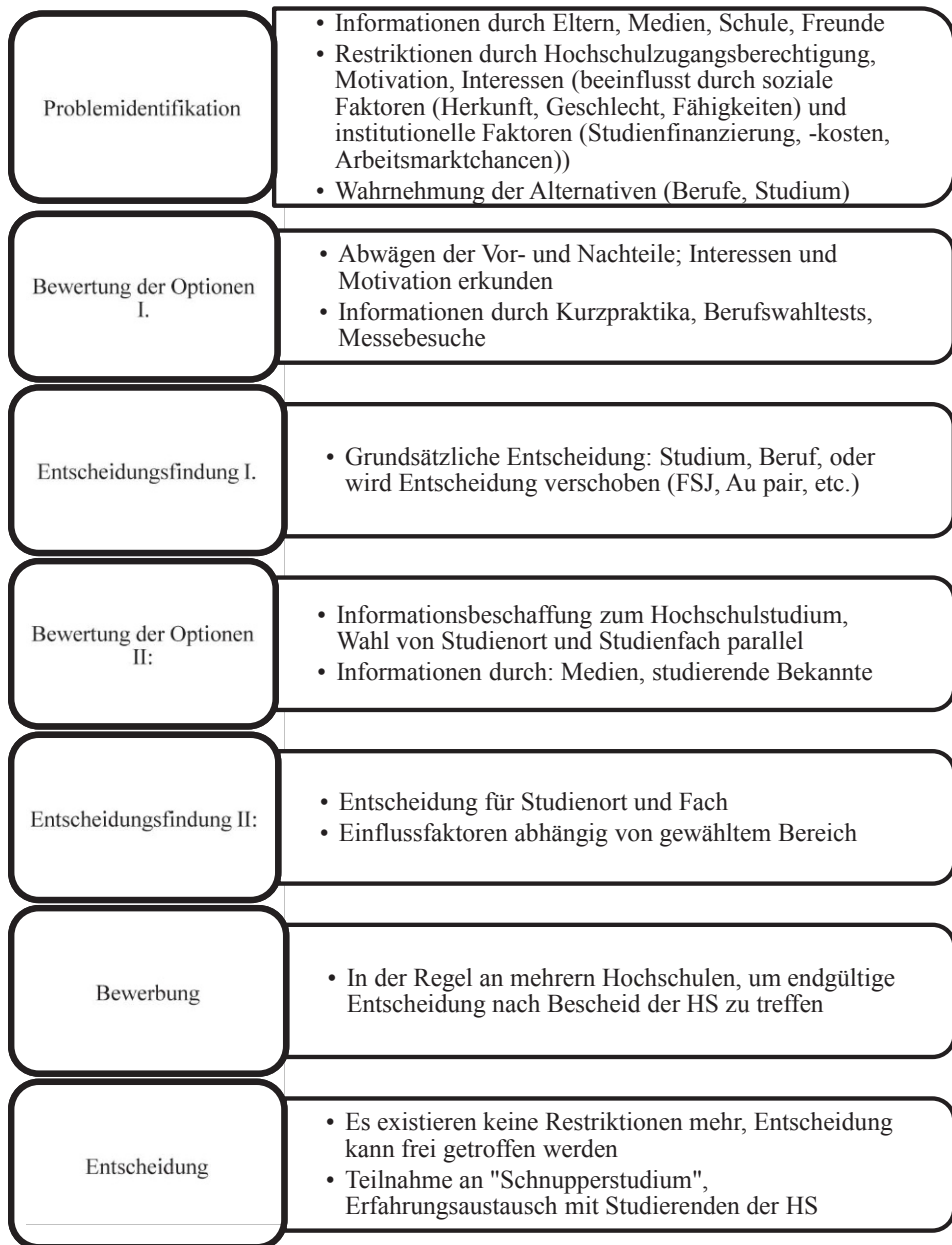 Problemidentifikation
• Informationen durch Eltern, Medien, Schule, Freunde
• Restriktionen durch Hochschulzugangsberechtigung,
Motivation, Interessen (beeinflusst durch soziale
Faktoren (Herkunft, Geschlecht, Fähigkeiten) und
institutionelle Faktoren (Studienfinanzierung, -kosten,
Arbeitsmarktchancen))
• Wahrnehmung der Alternativen (Berufe, Studium)
Bewertung der Optionen
I.
• Abwägen der Vor- und Nachteile; Interessen und
Motivation erkunden
• Informationen durch Kurzpraktika, Berufswahltests,
Messebesuche
Entscheidungsfindung I.
• Grundsätzliche Entscheidung: Studium, Beruf, oder
wird Entscheidung verschoben (FSJ, Au pair, etc.)
Bewertung der Optionen
II:
• Informationsbeschaffung zum Hochschulstudium,
Wahl von Studienort und Studienfach parallel
• Informationen durch: Medien, studierende Bekannte
Entscheidungsfindung II:
• Entscheidung für Studienort und Fach
• Einflussfaktoren abhängig von gewähltem Bereich
Bewerbung
• In der Regel an mehrern Hochschulen, um endgültige
Entscheidung nach Bescheid der HS zu treffen
Entscheidung
• Es existieren keine Restriktionen mehr, Entscheidung
kann frei getroffen werden
• Teilnahme an "Schnupperstudium",
Erfahrungsaustausch mit Studierenden der HS